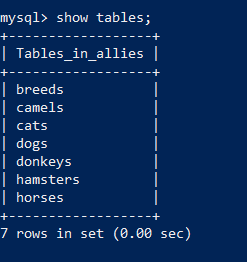 mysql> show tables;
+------------------+
| Tables_in_allies |
+------------------+
| breeds           |
| camels           |
| cats             |
| dogs             |
| donkeys          |
| hamsters         |
| horses           |
+------------------+
7 rows in set (0.00 sec)